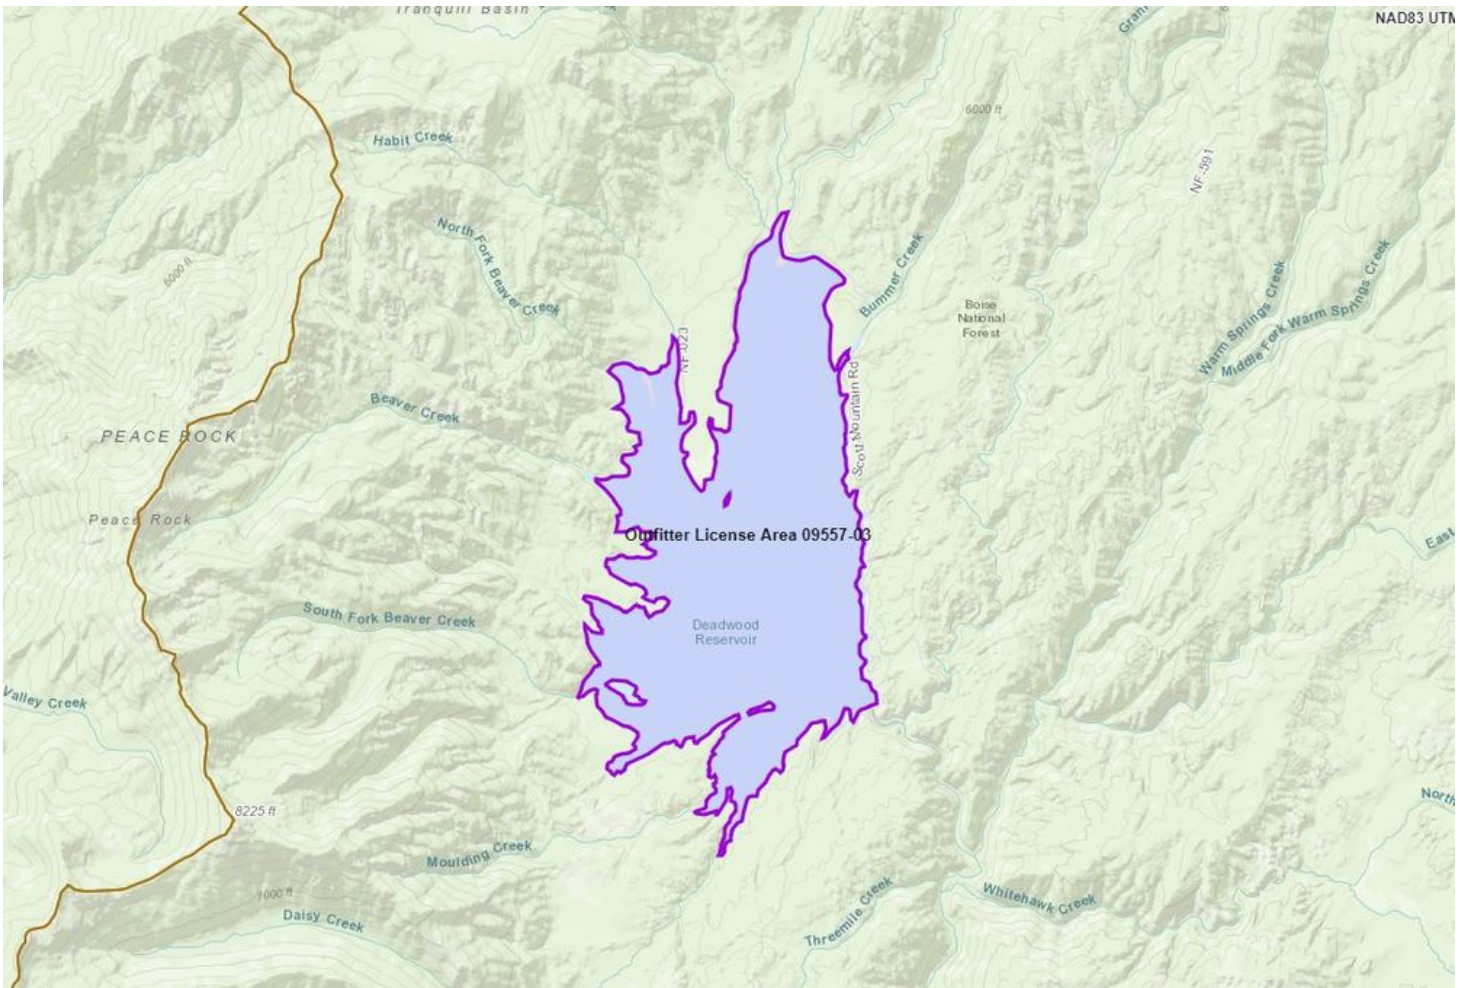 Tranquil Basin
NAD83 UTM
Habit Creek
6000 ft
NF-591
North Fork Beaver Creek
6000 ft
Bummer Creek
Boise
National
Forest
Warm Springs Creek
Middle Fork Warm Springs Creek
NF-023
Scott Mountain Rd
Beaver Creek
PEACE ROCK
Peace Rock
Outfitter License Area 09557-03
East
South Fork Beaver Creek
Deadwood
Reservoir
Valley Creek
8225 ft
North
Moulding Creek
7000 ft
Daisy Creek
Threemile Creek
Whitehawk Creek